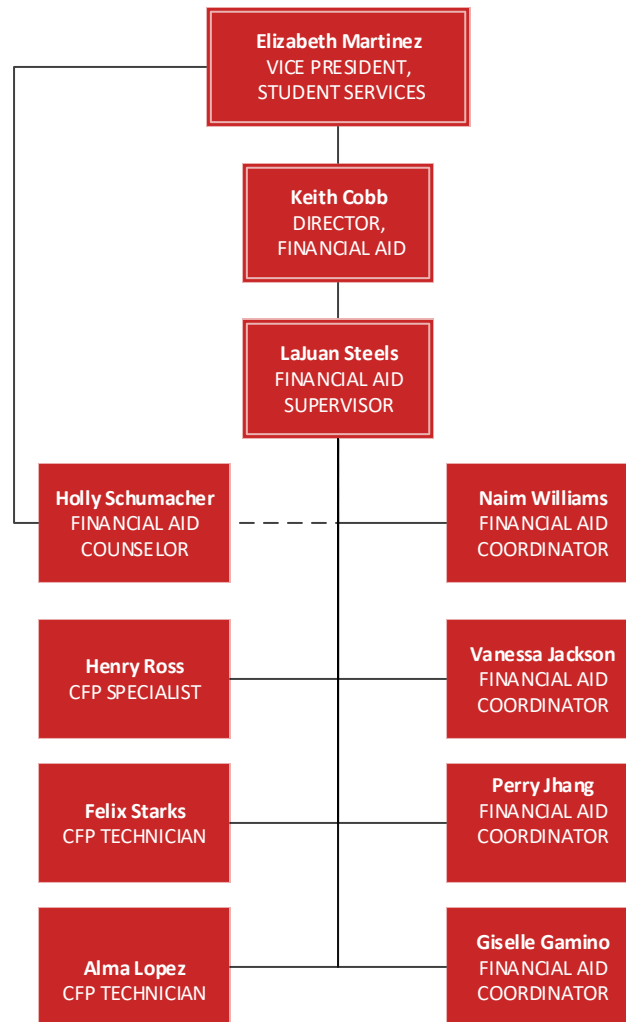 Elizabeth Martinez
VICE PRESIDENT,
STUDENT SERVICES
Keith Cobb
DIRECTOR,
FINANCIAL AID
LaJuan Steels
FINANCIAL AID
SUPERVISOR
Holly Schumacher
FINANCIAL AID
COUNSELOR
Naim Williams
FINANCIAL AID
COORDINATOR
Henry Ross
CFP SPECIALIST
Vanessa Jackson
FINANCIAL AID
COORDINATOR
Felix Starks
CFP TECHNICIAN
Perry Jhang
FINANCIAL AID
COORDINATOR
Alma Lopez
CFP TECHNICIAN
Giselle Gamino
FINANCIAL AID
COORDINATOR